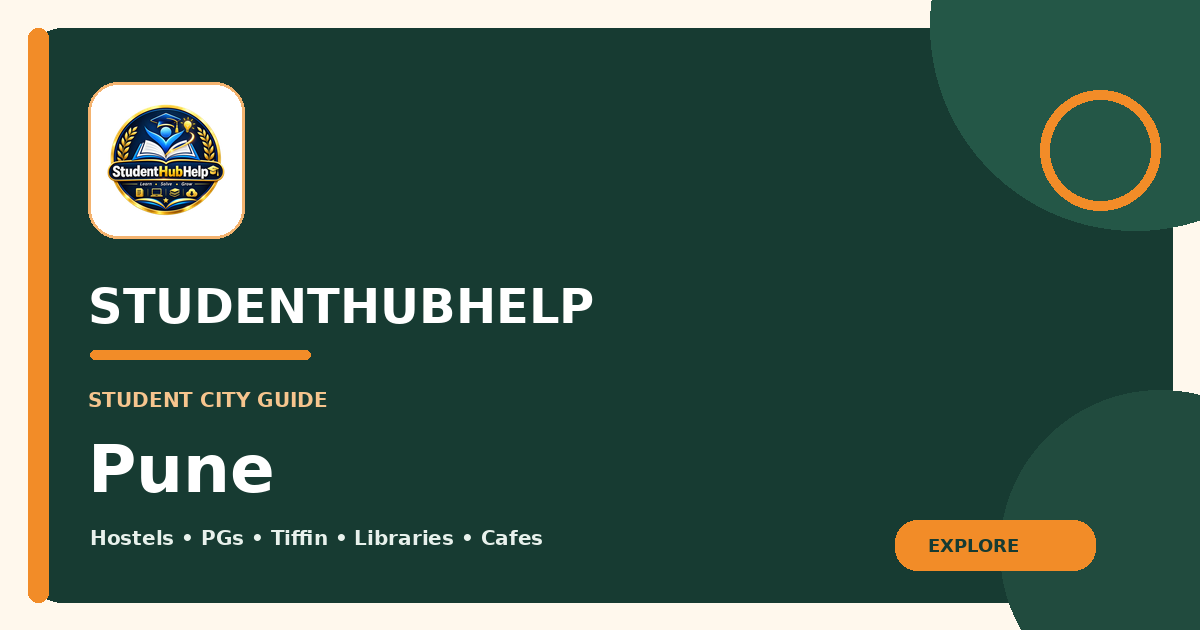 StudentHubHelp
Learn • Solve • Grow
STUDENTHUBHELP
STUDENT CITY GUIDE
Pune
Hostels • PGs • Tiffin • Libraries • Cafes
EXPLORE